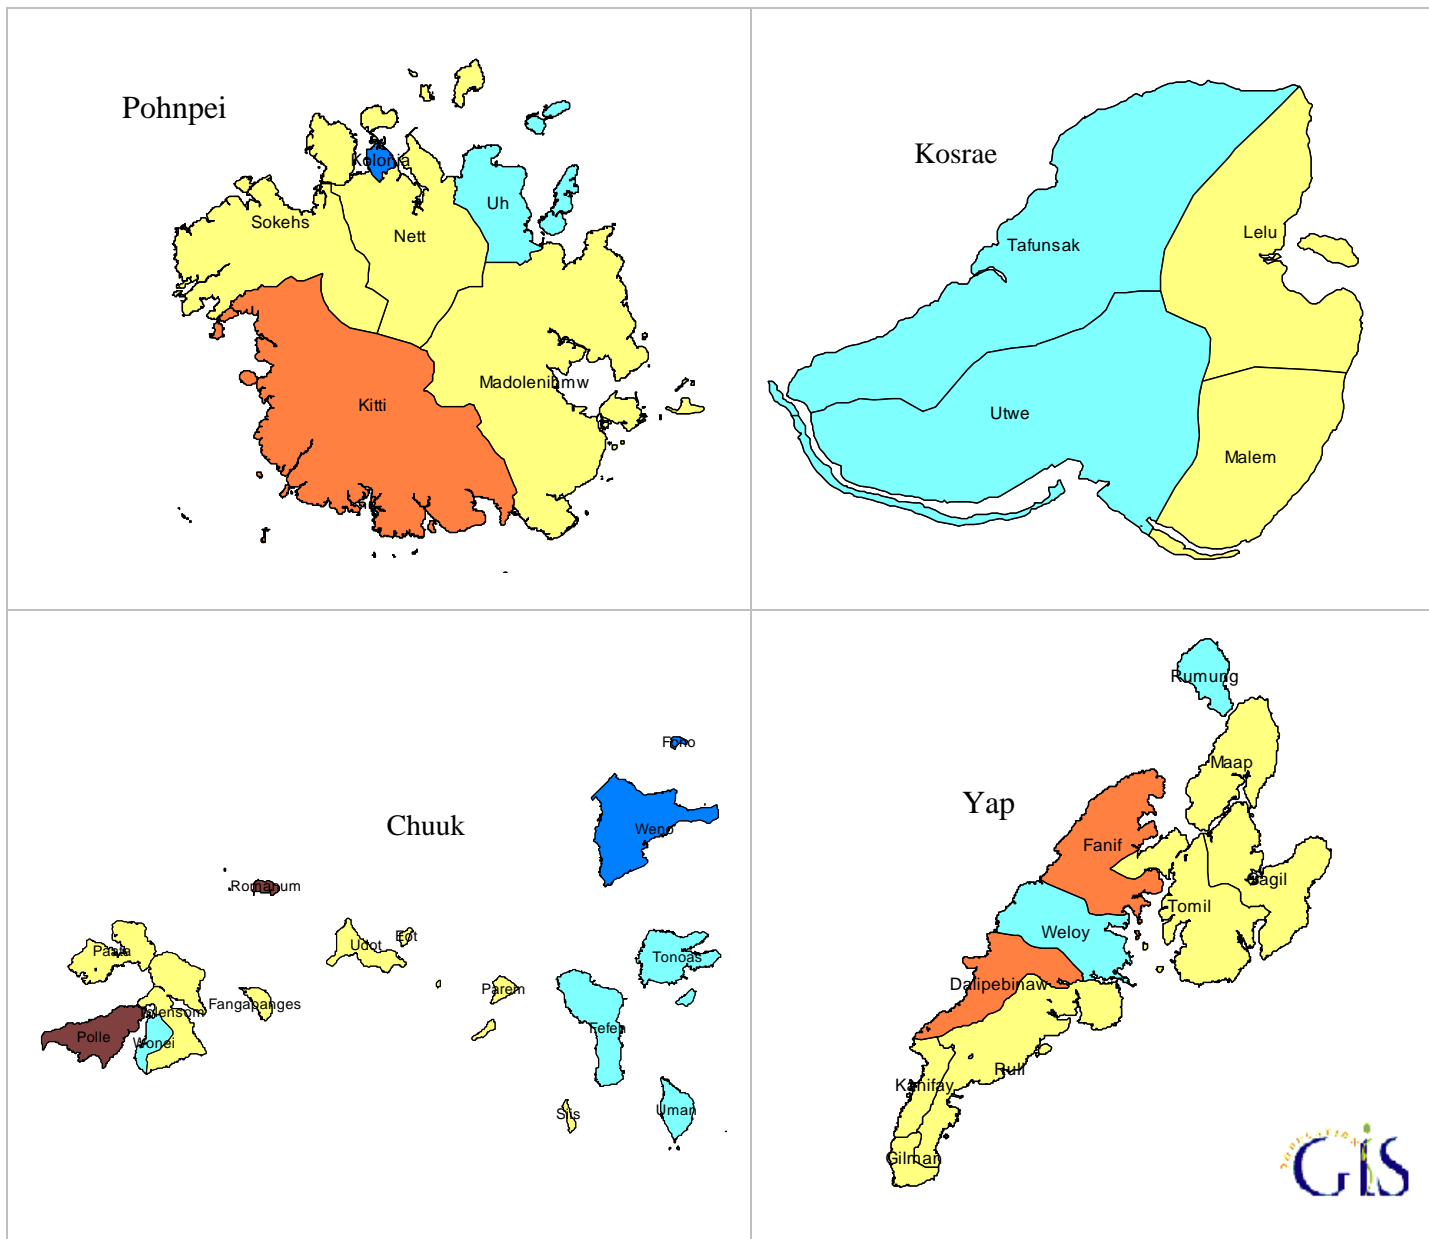 Pohnpei
Kolonia
Uh
Sokehs
Nett
Madolenihmw
Kitti
Kosrae
Lelu
Tafunsak
Utwe
Malem
Fono
Chuuk
Weno
Romanum
Udot
Eot
Paata
Tonoas
Parem
Fangapanges
Tolensom
Polle
Wonei
Fefen
Siis
Uman
Rumung
Maap
Yap
Fanif
Gagil
Tomil
Weloy
Dalipebinaw
Rull
Kanifay
Gilman
GIS